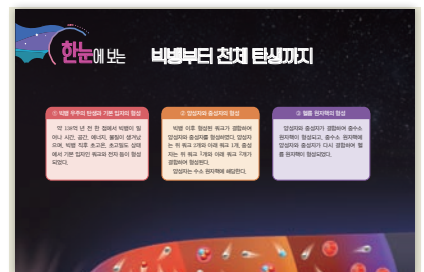 한눈에 보는 빅뱅부터 천체 탄생까지
① 빅뱅 우주의 탄생과 기본 입자의 형성
약 138억 년 전 한 점에서 빅뱅이 일
어나 시간, 공간, 에너지, 물질이 생겨났
으며, 빅뱅 직후 초고온, 초고밀도 상태
에서 기본 입자인 쿼크와 전자 등이 형성
되었다.
② 양성자와 중성자의 형성
빅뱅 이후 형성된 쿼크가 결합하여
양성자와 중성자를 형성하였다. 양성자
는 위 쿼크 2개와 아래 쿼크 1개, 중성
자는 위 쿼크 1개와 아래 쿼크 2개가
결합하여 형성된다.
양성자는 수소 원자핵에 해당한다.
③ 헬륨 원자핵의 형성
양성자와 중성자가 결합하여 중수소
원자핵이 형성되고, 중수소 원자핵에
양성자와 중성자가 다시 결합하여 헬
륨 원자핵이 형성되었다.